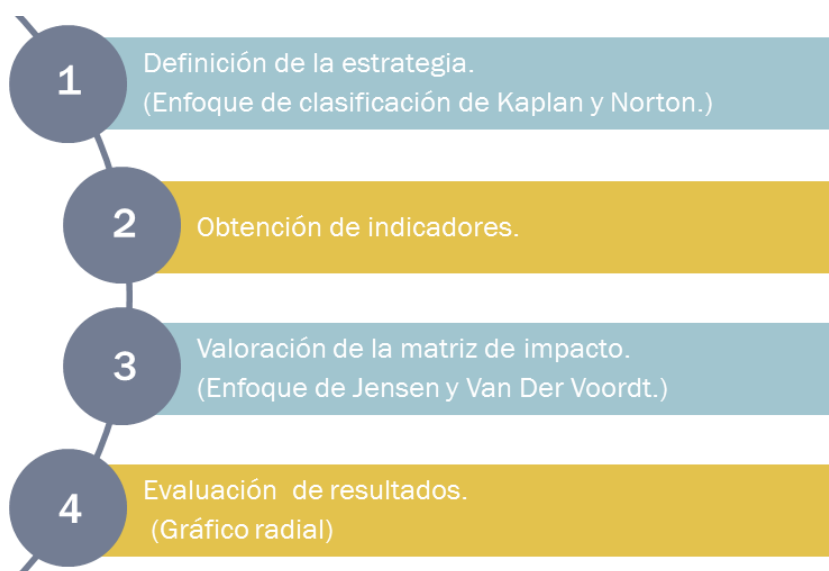 1
Definición de la estrategia.
(Enfoque de clasificación de Kaplan y Norton.)
2
Obtención de indicadores.
3
Valoración de la matriz de impacto.
(Enfoque de Jensen y Van Der Voordt.)
4
Evaluación  de resultados.
(Gráfico radial)